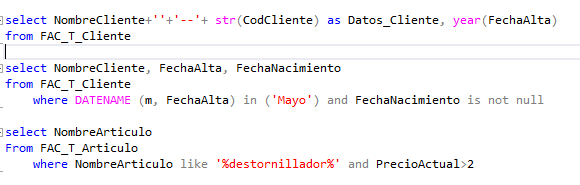 select NombreCliente+''+'--'+ str(CodCliente) as Datos_Cliente, year(FechaAlta)
from FAC_T_Cliente
select NombreCliente, FechaAlta, FechaNacimiento
from FAC_T_Cliente
where DATENAME (m, FechaAlta) in ('Mayo') and FechaNacimiento is not null
select NombreArticulo
From FAC_T_Articulo
where NombreArticulo like '%destornillador%' and PrecioActual>2